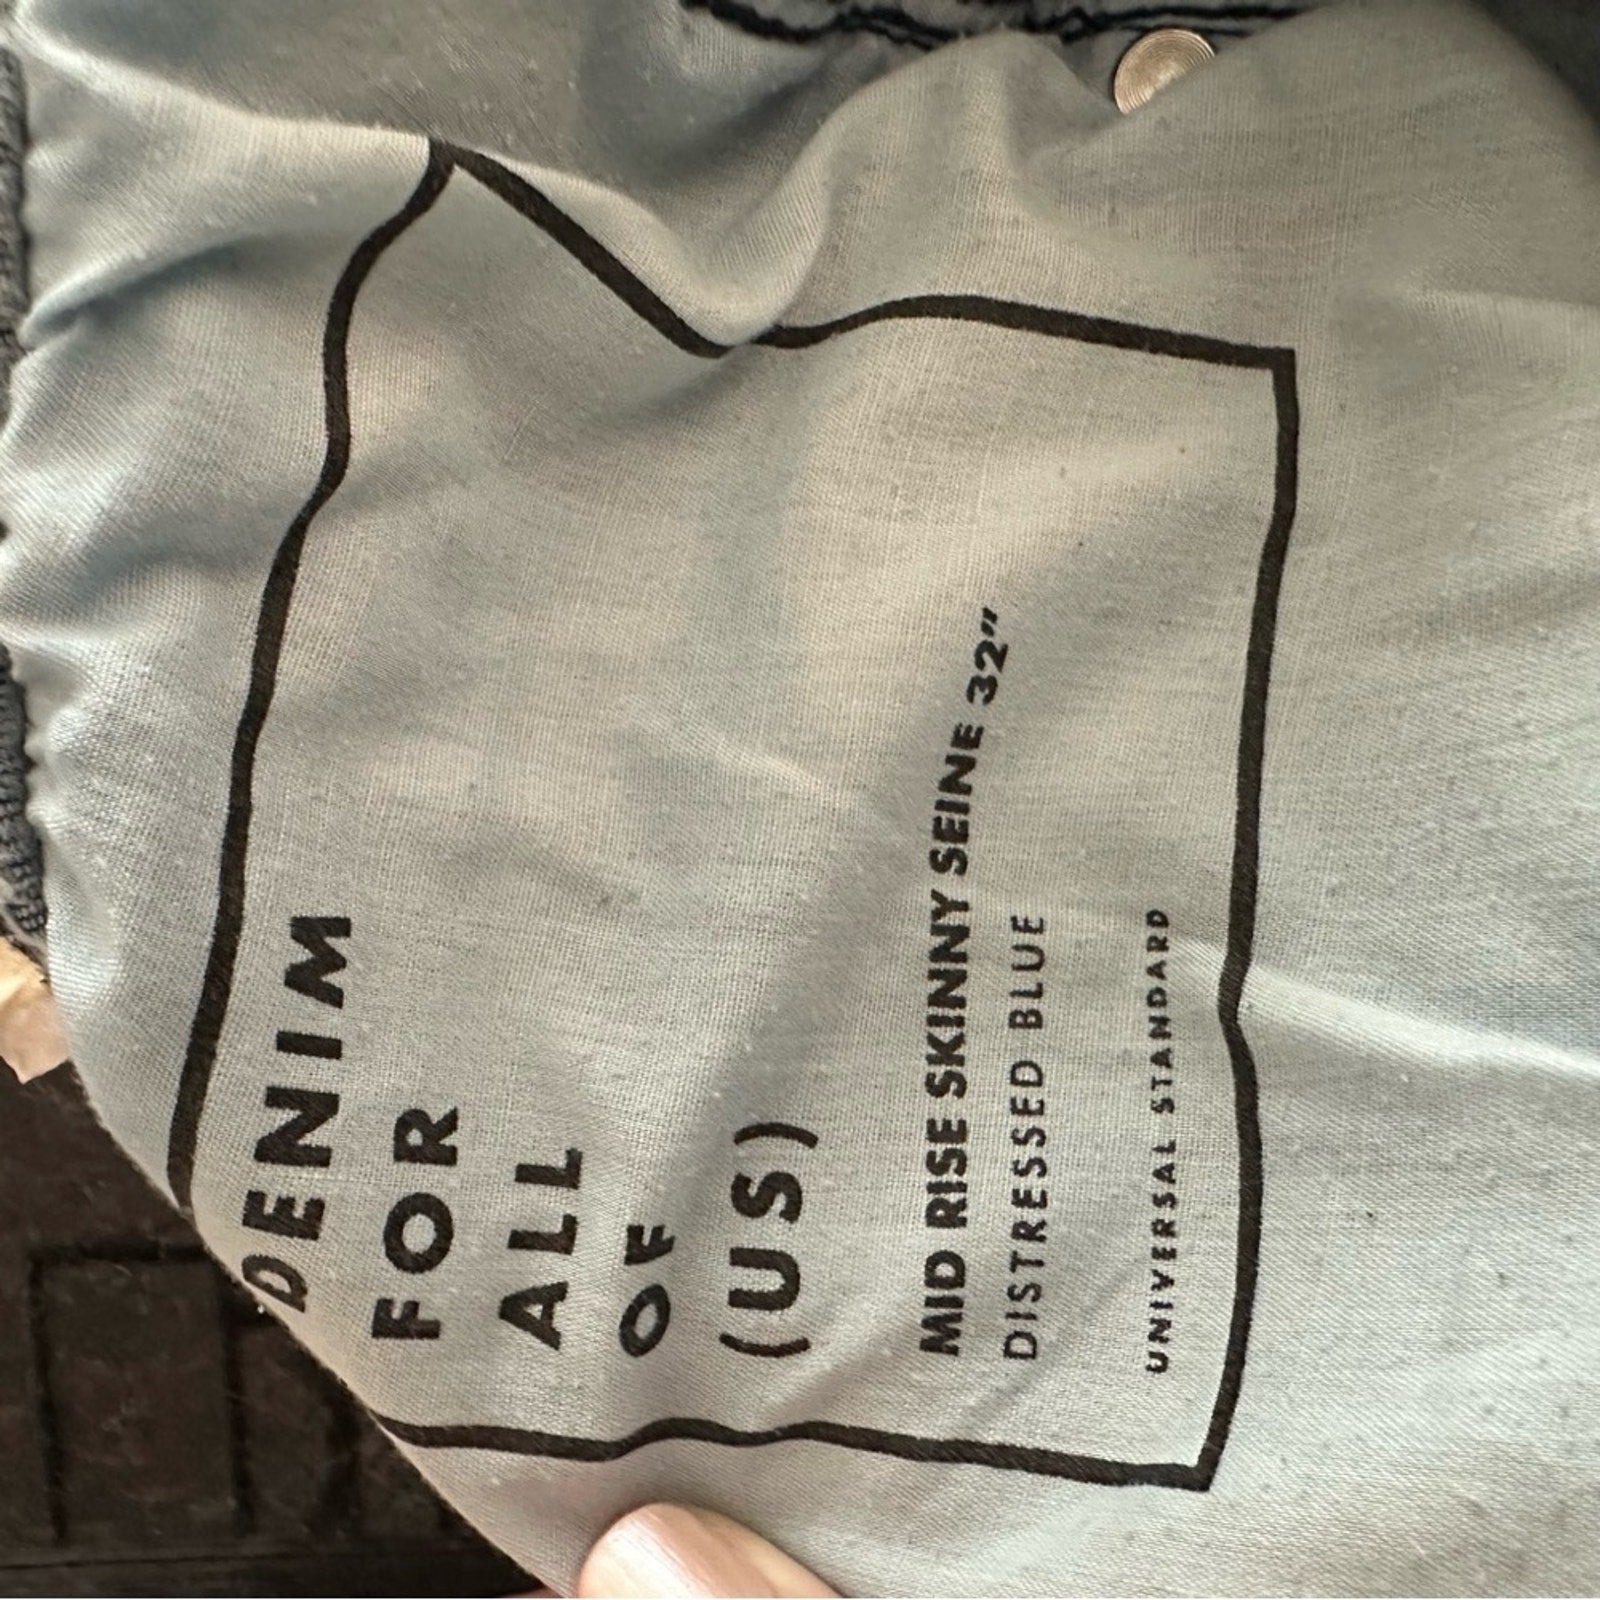 DENIM
FOR
ALL
OF
(US)
MID RISE SKINNY SEINE 32"
DISTRESSED BLUE
UNIVERSAL STANDARD